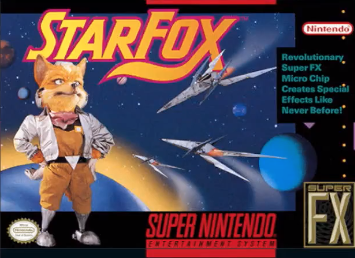 STARFOX
Nintendo
Revolutionary
Super FX
Micro Chip
Creates Special
Effects Like
Never Before!
SUPER NINTENDO
ENTERTAINMENT SYSTEM
SUPER
FX